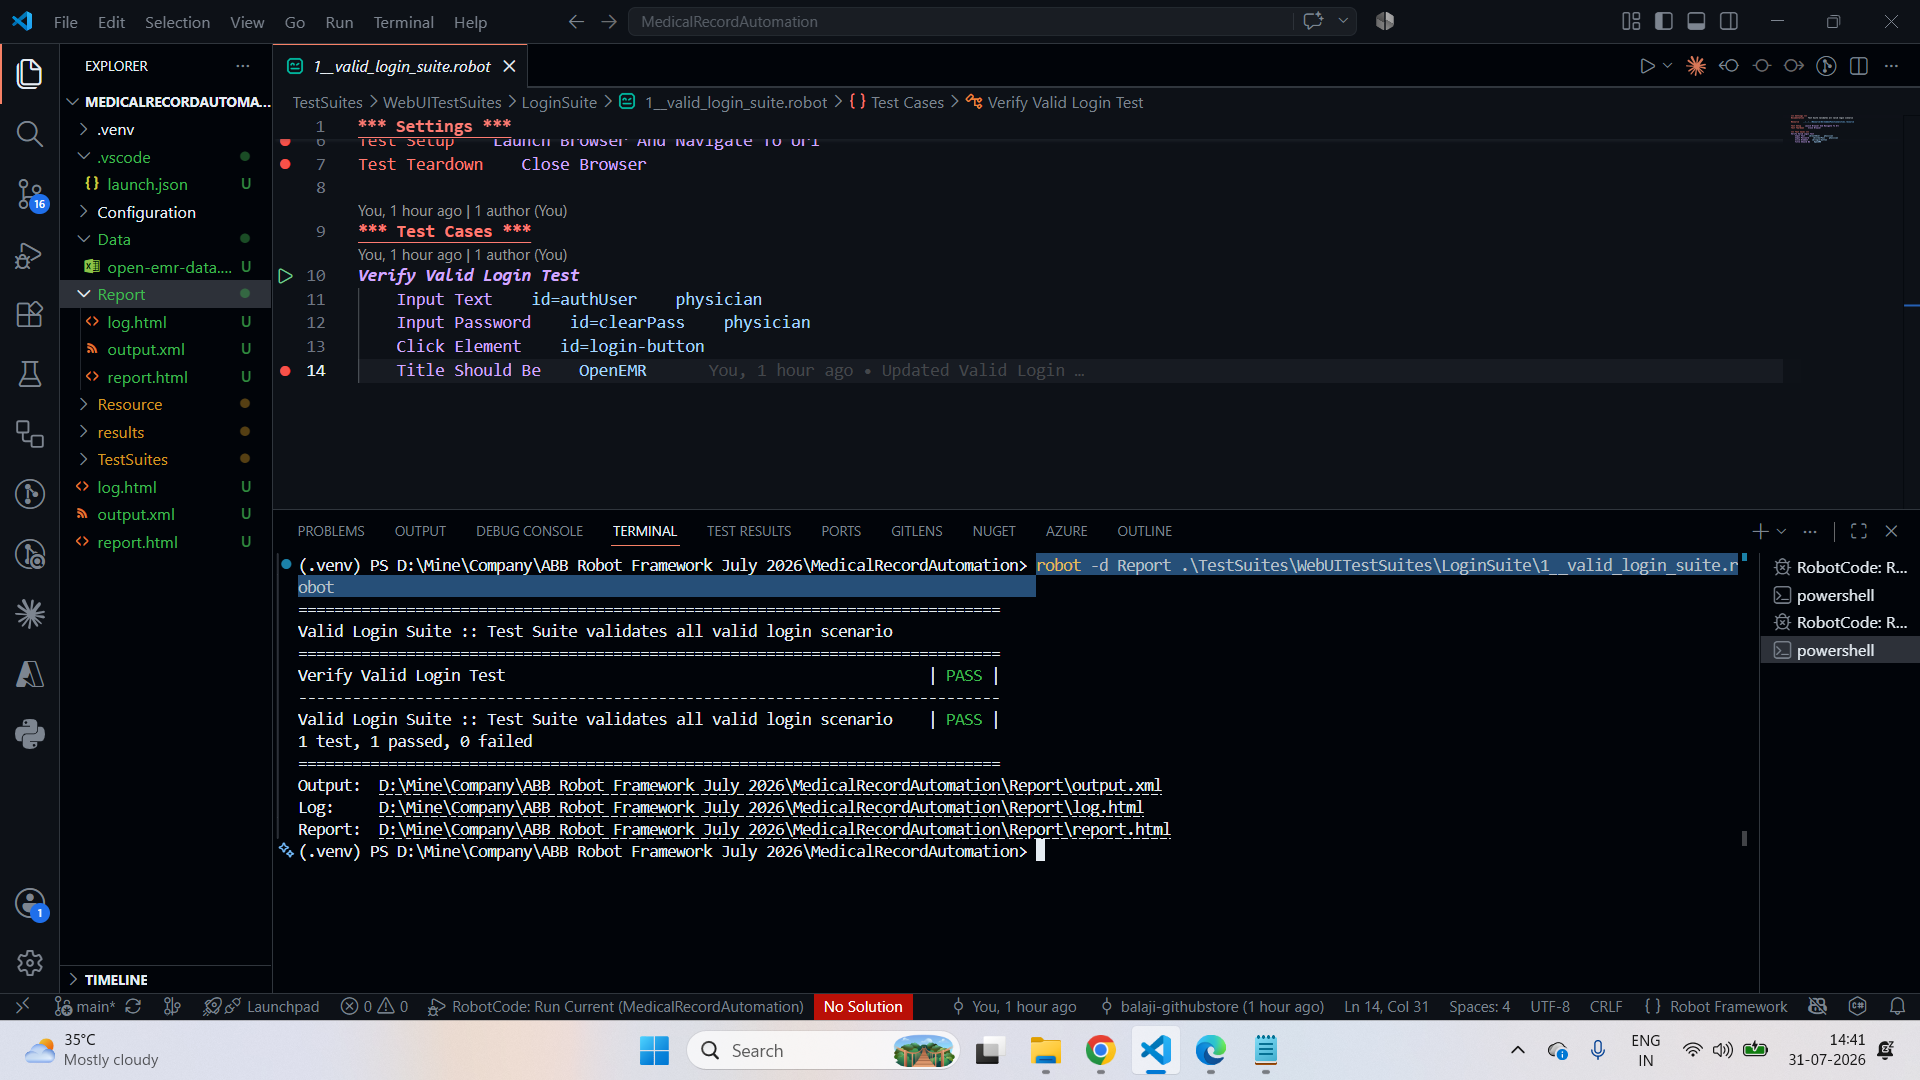 File Edit Selection View Go Run Terminal Help
MedicalRecordAutomation
EXPLORER
MEDICALRECORDAUTOMA...
.venv
.vscode
launch.json U
Configuration
Data
open-emr-data.... U
Report
log.html U
output.xml U
report.html U
Resource
results
TestSuites
log.html U
output.xml U
report.html U
TIMELINE
16
1
1__valid_login_suite.robot
TestSuites > WebUITestSuites > LoginSuite > 1__valid_login_suite.robot > { } Test Cases > Verify Valid Login Test
1 *** Settings ***
6 Test Setup Launch Browser And Navigate To Url
7 Test Teardown Close Browser
8
You, 1 hour ago | 1 author (You)
9 *** Test Cases ***
You, 1 hour ago | 1 author (You)
10 Verify Valid Login Test
11 Input Text id=authUser physician
12 Input Password id=clearPass physician
13 Click Element id=login-button
14 Title Should Be OpenEMR You, 1 hour ago • Updated Valid Login …
PROBLEMS OUTPUT DEBUG CONSOLE TERMINAL TEST RESULTS PORTS GITLENS NUGET AZURE OUTLINE
(.venv) PS D:\Mine\Company\ABB Robot Framework July 2026\MedicalRecordAutomation> robot -d Report .\TestSuites\WebUITestSuites\LoginSuite\1__valid_login_suite.r
obot
==============================================================================
Valid Login Suite :: Test Suite validates all valid login scenario
==============================================================================
Verify Valid Login Test | PASS |
------------------------------------------------------------------------------
Valid Login Suite :: Test Suite validates all valid login scenario | PASS |
1 test, 1 passed, 0 failed
==============================================================================
Output: D:\Mine\Company\ABB Robot Framework July 2026\MedicalRecordAutomation\Report\output.xml
Log: D:\Mine\Company\ABB Robot Framework July 2026\MedicalRecordAutomation\Report\log.html
Report: D:\Mine\Company\ABB Robot Framework July 2026\MedicalRecordAutomation\Report\report.html
(.venv) PS D:\Mine\Company\ABB Robot Framework July 2026\MedicalRecordAutomation>
RobotCode: R...
powershell
RobotCode: R...
powershell
main* Launchpad 0 0 RobotCode: Run Current (MedicalRecordAutomation) No Solution You, 1 hour ago balaji-githubstore (1 hour ago) Ln 14, Col 31 Spaces: 4 UTF-8 CRLF { } Robot Framework
35°C
Mostly cloudy
Search
ENG
IN
14:41
31-07-2026